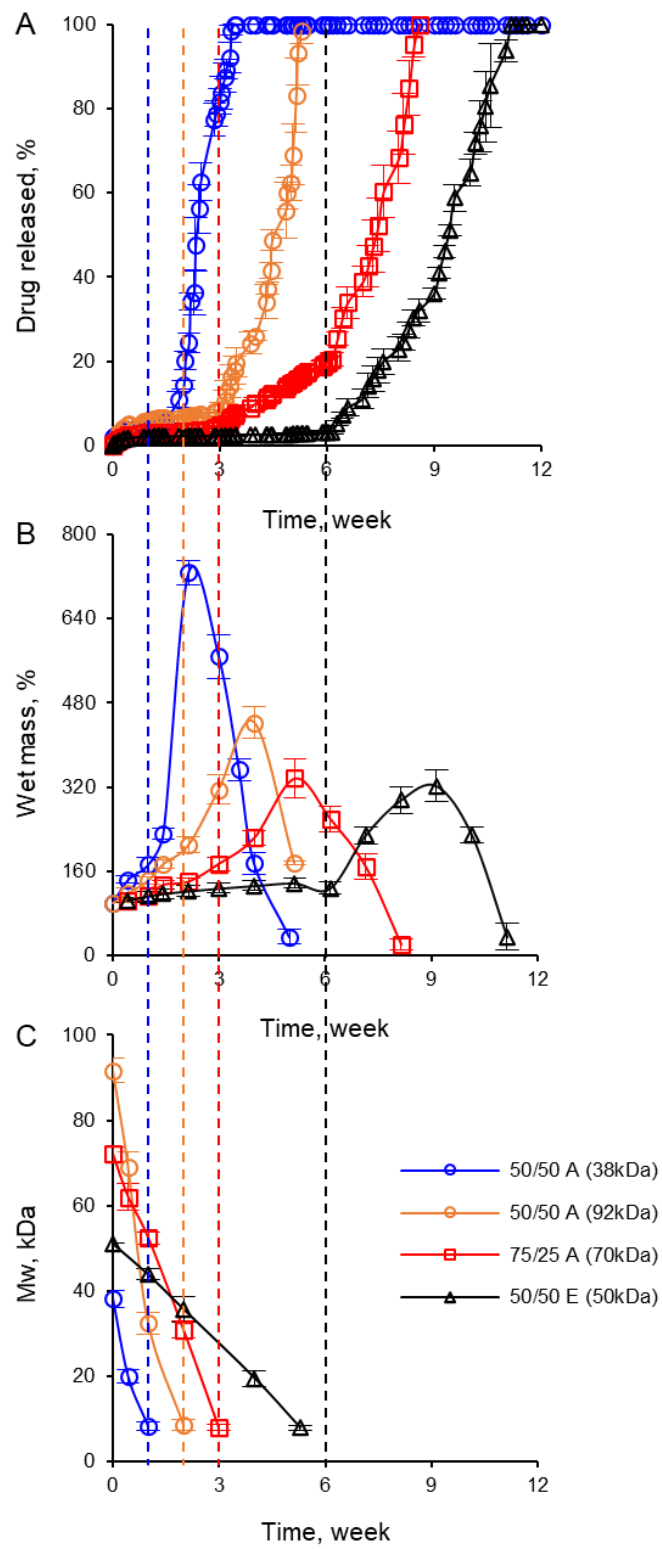 A
Drug released, %
100
80
60
40
20
0
0 3 6 9 12
Time, week
B
Wet mass, %
800
640
480
320
160
0
0 3 6 9 12
Time, week
C
Mw, kDa
100
80
60
40
20
0
0 3 6 9 12
Time, week
50/50 A (38kDa)
50/50 A (92kDa)
75/25 A (70kDa)
50/50 E (50kDa)